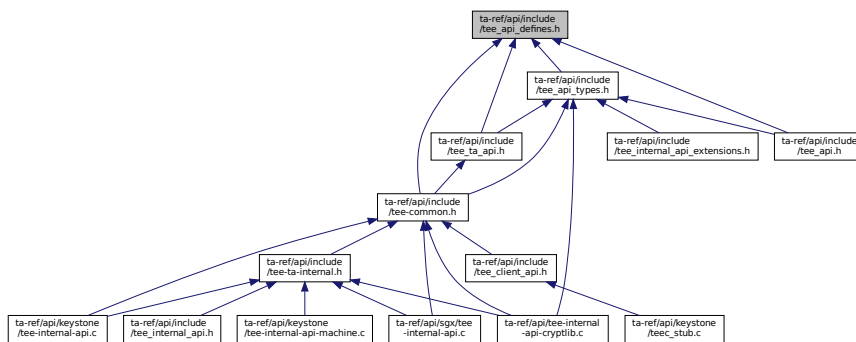 ta-ref/api/include
/tee_api_defines.h
ta-ref/api/include
/tee_api_types.h
ta-ref/api/include
/tee_ta_api.h
ta-ref/api/include
/tee_internal_api_extensions.h
ta-ref/api/include
/tee_api.h
ta-ref/api/include
/tee-common.h
ta-ref/api/include
/tee-ta-internal.h
ta-ref/api/include
/tee_client_api.h
ta-ref/api/keystone
/tee-internal-api.c
ta-ref/api/include
/tee_internal_api.h
ta-ref/api/keystone
/tee-internal-api-machine.c
ta-ref/api/sgx/tee
-internal-api.c
ta-ref/api/tee-internal
-api-cryptlib.c
ta-ref/api/keystone
/teec_stub.c